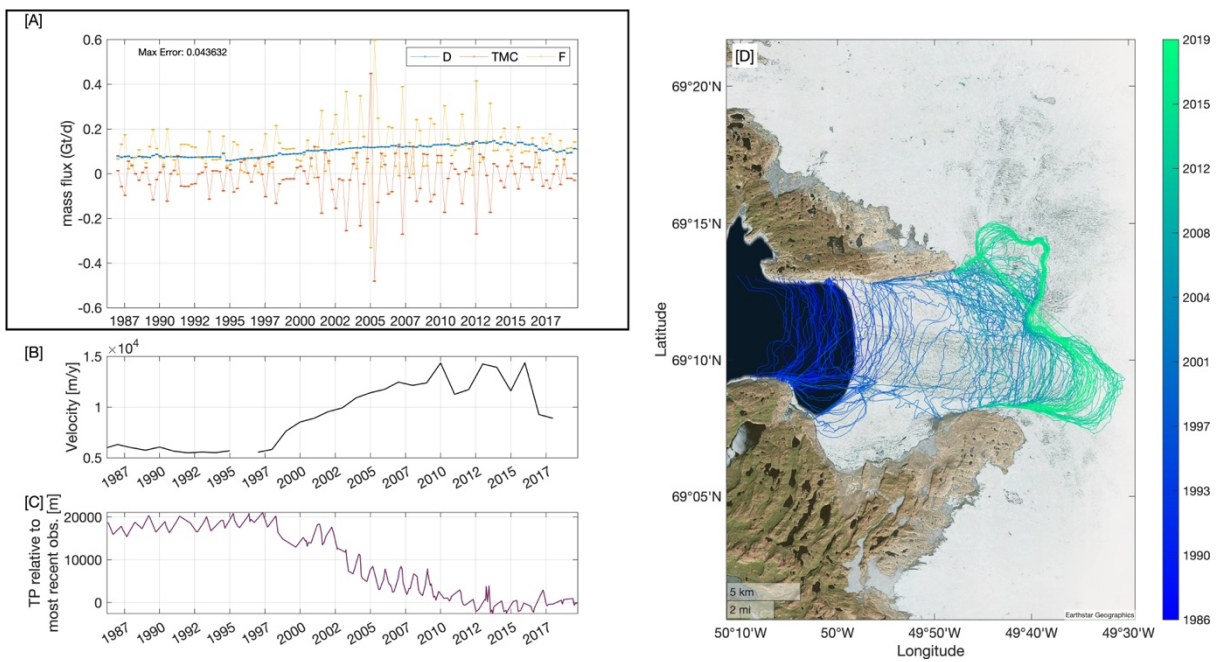 [A]
Max Error: 0.043632
D TMC F
mass flux (Gt/d)
0.6
0.4
0.2
0
-0.2
-0.4
-0.6
1987 1990 1992 1995 1997 2000 2002 2005 2007 2010 2012 2015 2017
[B]
×10⁴
Velocity [m/y]
1.5
1
0.5
1987 1990 1992 1995 1997 2000 2002 2005 2007 2010 2012 2015 2017
[C]
TP relative to
most recent obs. [m]
20000
10000
0
1987 1990 1992 1995 1997 2000 2002 2005 2007 2010 2012 2015 2017
[D]
Latitude
69°20'N
69°15'N
69°10'N
69°05'N
5 km
2 mi
Earthstar Geographics
50°10'W 50°W 49°50'W 49°40'W 49°30'W
Longitude
2019
2015
2008
2004
2001
1997
1993
1990
1986